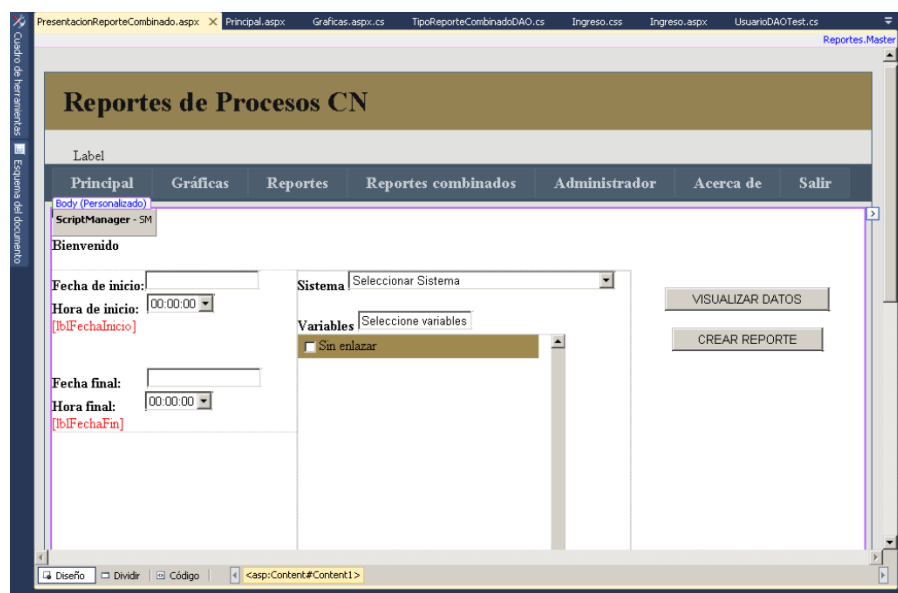 PresentacionReporteCombinado.aspx Principal.aspx Graficas.aspx.cs TipoReporteCombinadoDAO.cs Ingreso.css Ingreso.aspx UsuarioDAOTest.cs
Reportes.Master
Cuadro de herramientas
Esquema del documento
Reportes de Procesos CN
Label
Principal Gráficas Reportes Reportes combinados Administrador Acerca de Salir
Body (Personalizado)
ScriptManager - SM
Bienvenido
Fecha de inicio:
Hora de inicio: 00:00:00
[lblFechaInicio]
Fecha final:
Hora final: 00:00:00
[lblFechaFin]
Sistema Seleccionar Sistema
Variables Seleccione variables
Sin enlazar
VISUALIZAR DATOS
CREAR REPORTE
Diseño Dividir Código <asp:Content#Content1>